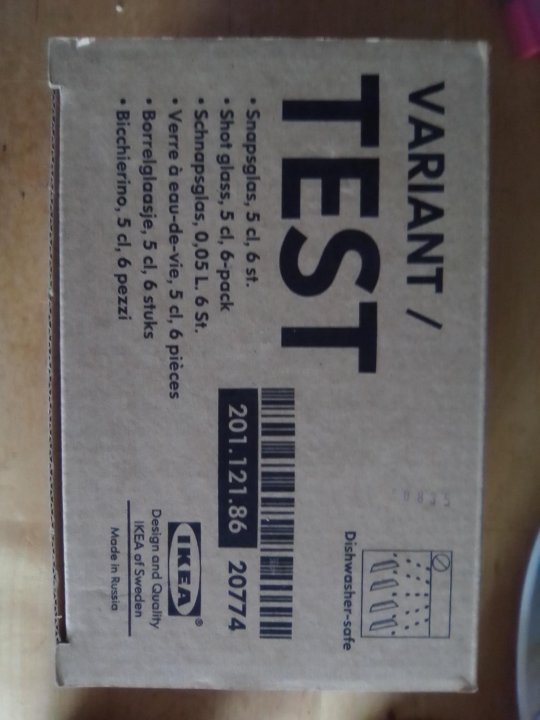 VARIANT /
TEST
• Snapsglas, 5 cl, 6 st.
• Shot glass, 5 cl, 6-pack
• Schnapsglas, 0,05 L. 6 St.
• Verre à eau-de-vie, 5 cl, 6 pièces
• Borrelglaasje, 5 cl, 6 stuks
• Bicchierino, 5 cl, 6 pezzi
Dishwasher-safe
201.121.86 20774
IKEA®
Design and Quality
IKEA of Sweden
Made in Russia